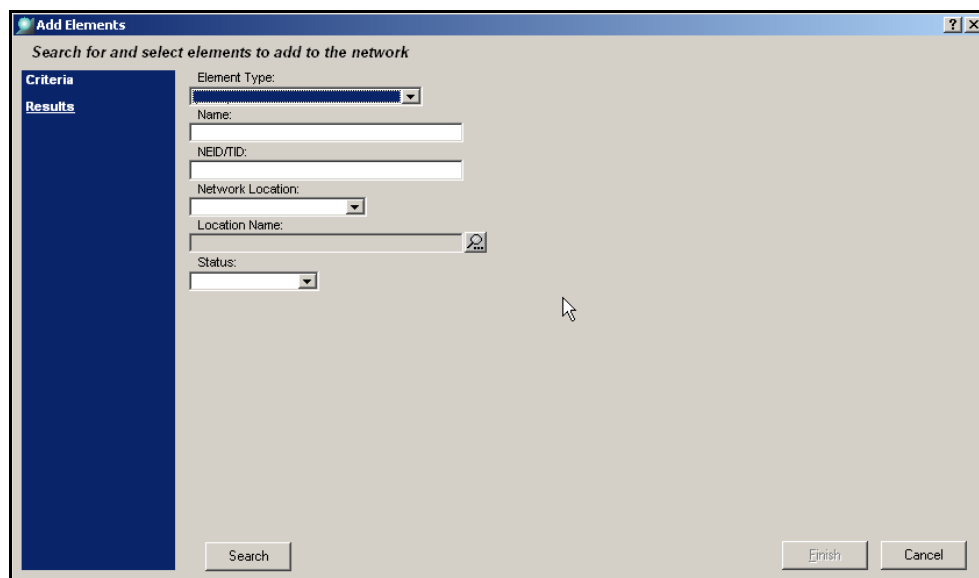 Add Elements
Search for and select elements to add to the network
Criteria
Results
Element Type:
Name:
NEID/TID:
Network Location:
Location Name:
Status:
Search
Finish
Cancel